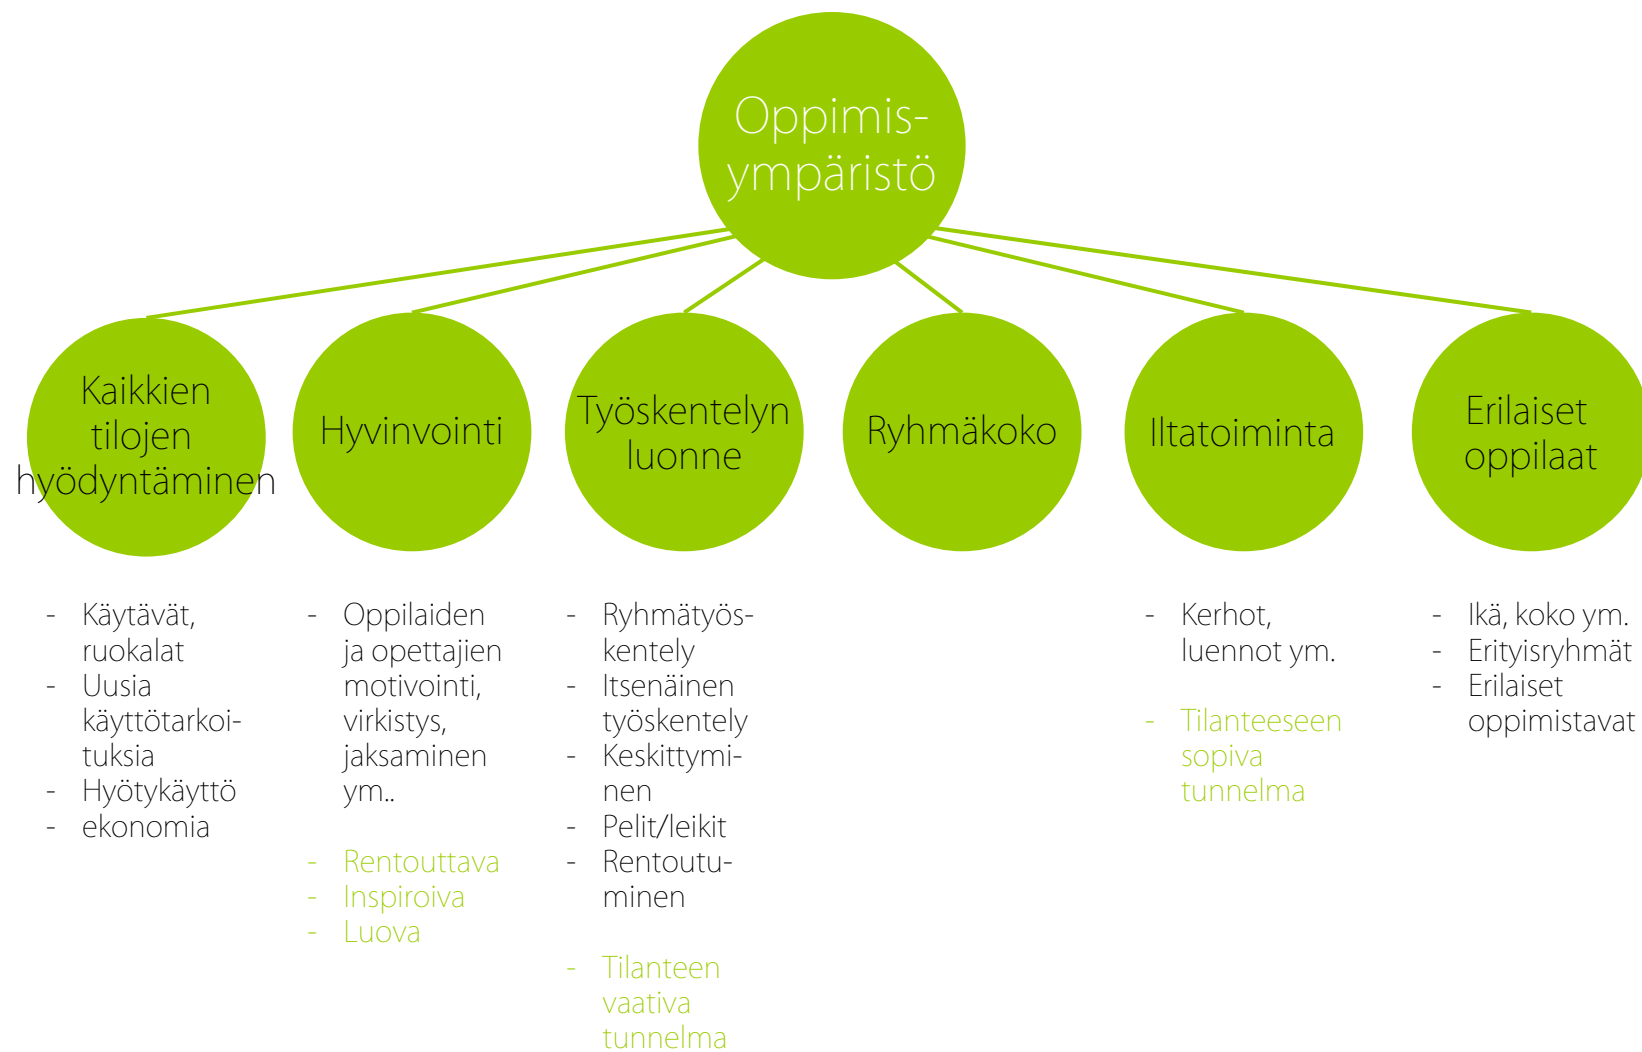 Oppimis-
ympäristö
Kaikkien
tilojen
hyödyntäminen
Hyvinvointi
Työskentelyn
luonne
Ryhmäkoko
Iltatoiminta
Erilaiset
oppilaat
- Käytävät,
ruokalat
- Uusia
käyttötarkoi-
tuksia
- Hyötykäyttö
- ekonomia
- Oppilaiden
ja opettajien
motivointi,
virkistys,
jaksaminen
ym..
- Rentouttava
- Inspiroiva
- Luova
- Ryhmätyös-
kentely
- Itsenäinen
työskentely
- Keskittymi-
nen
- Pelit/leikit
- Rentoutu-
minen
- Tilanteen
vaativa
tunnelma
- Kerhot,
luennot ym.
- Tilanteeseen
sopiva
tunnelma
- Ikä, koko ym.
- Erityisryhmät
- Erilaiset
oppimistavat